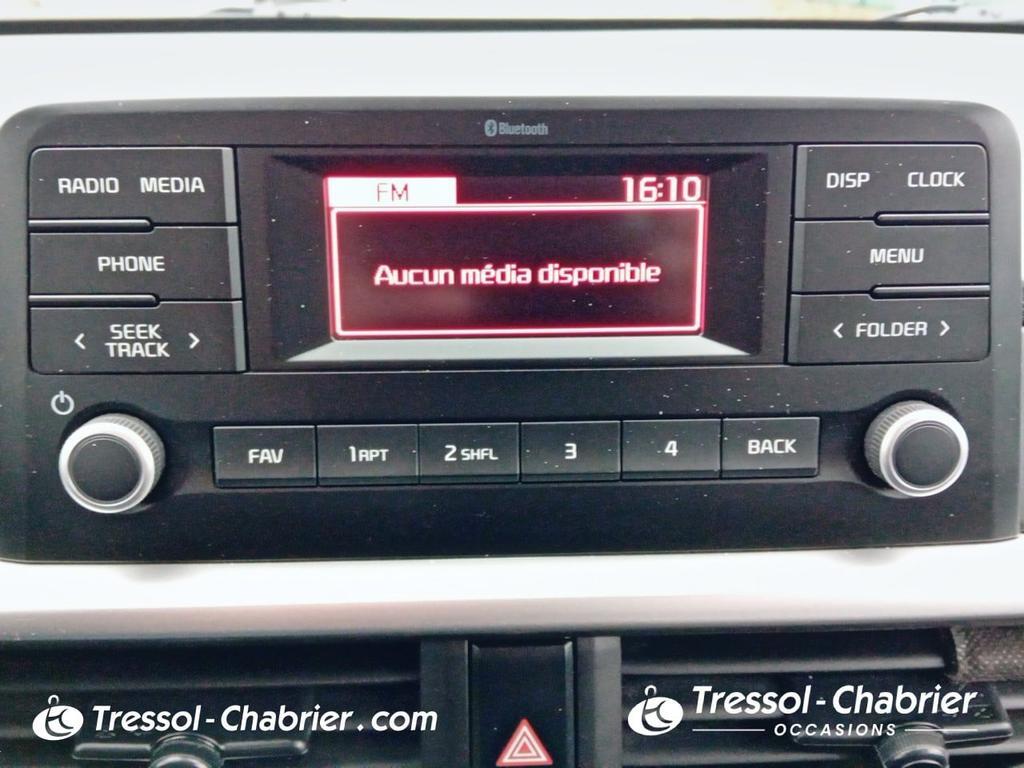 Bluetooth
RADIO MEDIA
FM 16:10
DISP CLOCK
PHONE
Aucun média disponible
MENU
< SEEK TRACK >
< FOLDER >
FAV 1 RPT 2 SHFL 3 4 BACK
Tressol-Chabrier.com
Tressol-Chabrier
OCCASIONS